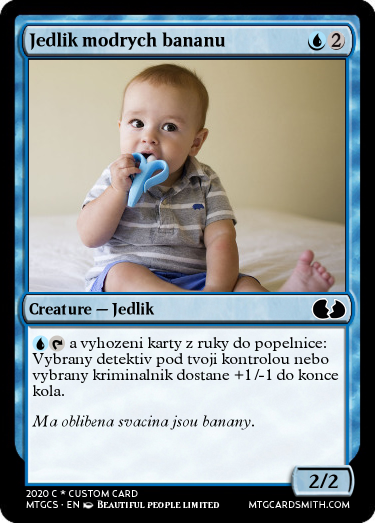 Jedlik modrych bananu 2
Creature — Jedlik
a vyhozeni karty z ruky do popelnice:
Vybrany detektiv pod tvoji kontrolou nebo
vybrany kriminalnik dostane +1/-1 do konce
kola.
Ma oblibena svacina jsou banany.
2/2
2020 C * CUSTOM CARD
MTGCS • EN BEAUTIFUL PEOPLE LIMITED
MTGCARDSMITH.COM